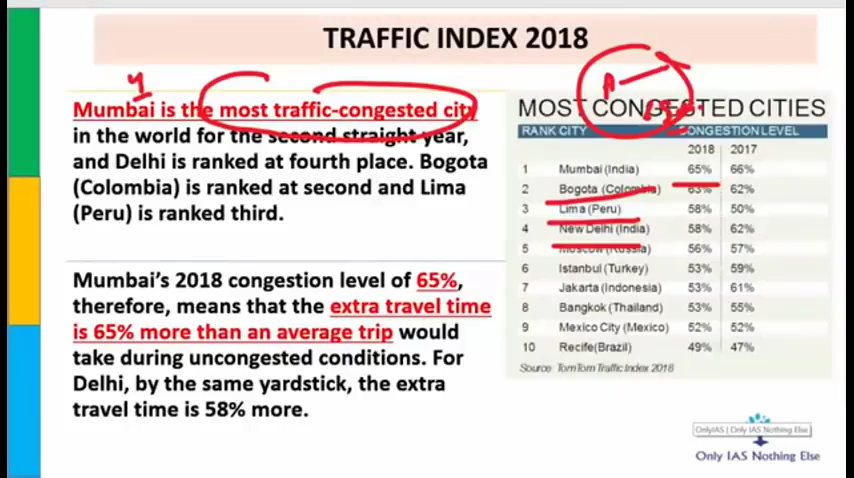 TRAFFIC INDEX 2018
Mumbai is the most traffic-congested city
in the world for the second straight year,
and Delhi is ranked at fourth place. Bogota
(Colombia) is ranked at second and Lima
(Peru) is ranked third.
Mumbai's 2018 congestion level of 65%,
therefore, means that the extra travel time
is 65% more than an average trip would
take during uncongested conditions. For
Delhi, by the same yardstick, the extra
travel time is 58% more.
MOST CONGESTED CITIES
RANK CITY CONGESTION LEVEL
2018 2017
1 Mumbai (India) 65% 66%
2 Bogota (Colombia) 63% 62%
3 Lima (Peru) 58% 50%
4 New Delhi (India) 58% 62%
5 Moscow (Russia) 56% 57%
6 Istanbul (Turkey) 53% 59%
7 Jakarta (Indonesia) 53% 61%
8 Bangkok (Thailand) 53% 55%
9 Mexico City (Mexico) 52% 52%
10 Recife(Brazil) 49% 47%
Source: TomTom Traffic Index 2018
OnlyIAS | Only IAS Nothing Else
Only IAS Nothing Else